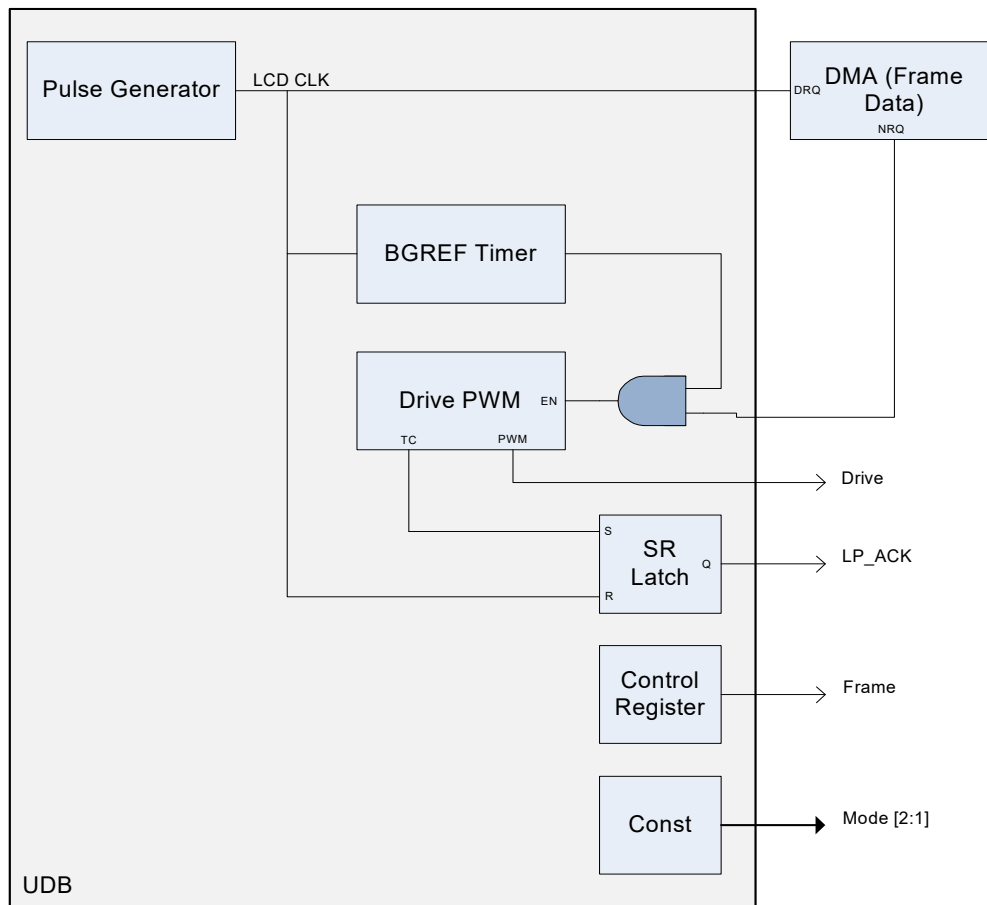 Pulse Generator
LCD CLK
DRQ
DMA (Frame
Data)
NRQ
BGREF Timer
Drive PWM
EN
TC
PWM
Drive
S
SR
Latch
Q
R
LP_ACK
Control
Register
Frame
Const
Mode [2:1]
UDB